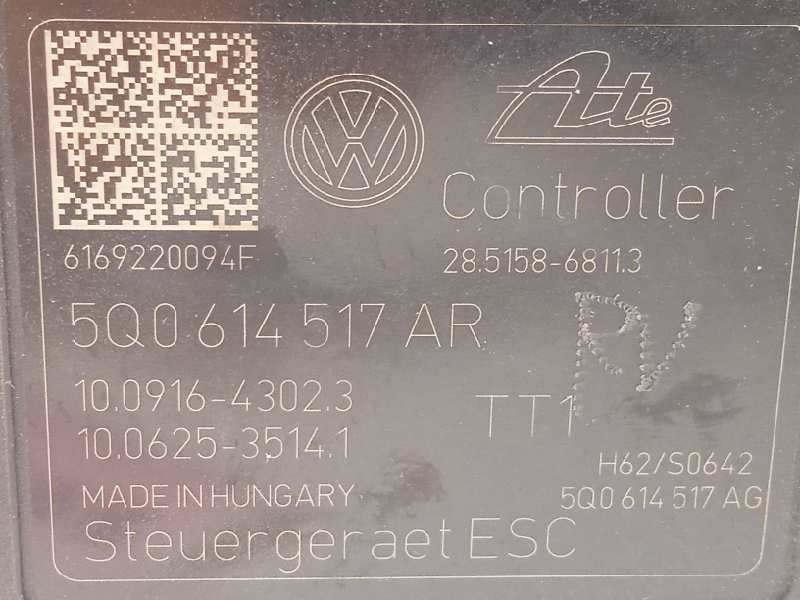 Ate
Controller
6169220094F
28.5158-6811.3
5Q0 614 517 AR
RV
10.0916-4302.3
TT1
10.0625-3514.1
H62/S0642
MADE IN HUNGARY
5Q0 614 517 AG
Steuergeraet ESC